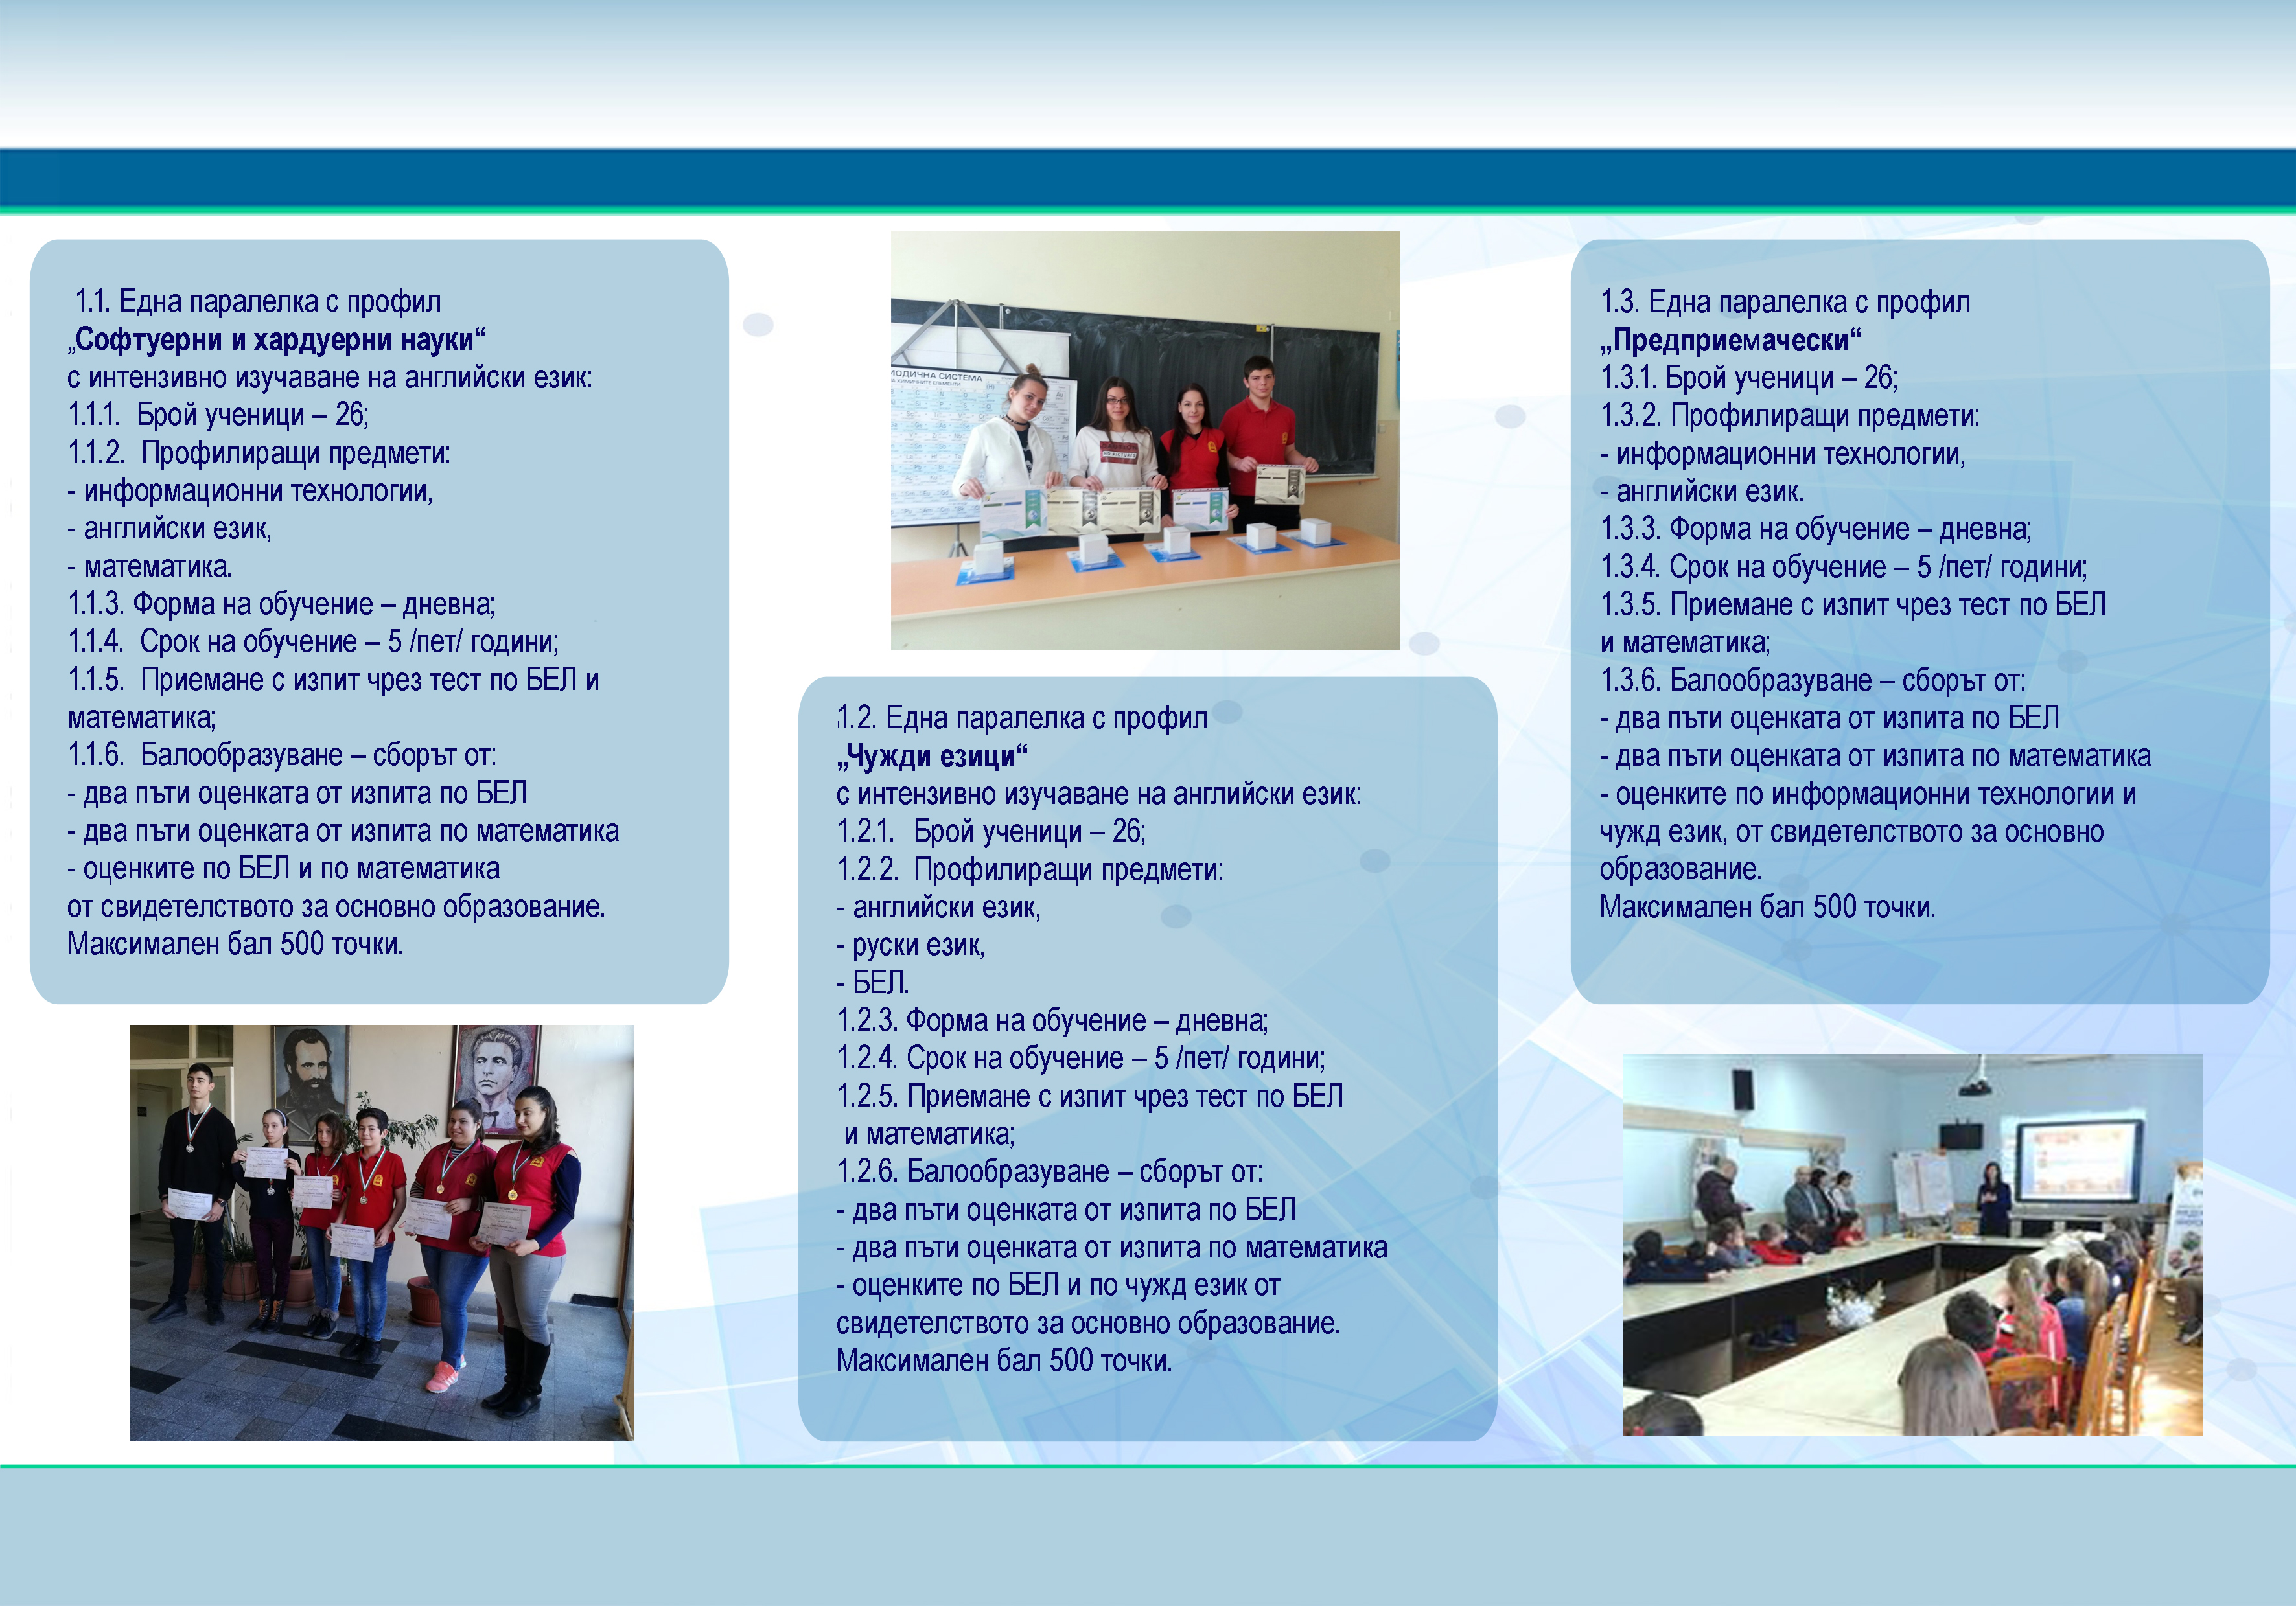 1.1. Една паралелка с профил
„Софтуерни и хардуерни науки“
с интензивно изучаване на английски език:
1.1.1. Брой ученици – 26;
1.1.2. Профилиращи предмети:
- информационни технологии,
- английски език,
- математика.
1.1.3. Форма на обучение – дневна;
1.1.4. Срок на обучение – 5 /пет/ години;
1.1.5. Приемане с изпит чрез тест по БЕЛ и
математика;
1.1.6. Балообразуване – сборът от:
- два пъти оценката от изпита по БЕЛ
- два пъти оценката от изпита по математика
- оценките по БЕЛ и по математика
от свидетелството за основно образование.
Максимален бал 500 точки.
ИОДИЧНА СИСТЕМА
НА ХИМИЧНИТЕ ЕЛЕМЕНТИ
1.2. Една паралелка с профил
„Чужди езици“
с интензивно изучаване на английски език:
1.2.1. Брой ученици – 26;
1.2.2. Профилиращи предмети:
- английски език,
- руски език,
- БЕЛ.
1.2.3. Форма на обучение – дневна;
1.2.4. Срок на обучение – 5 /пет/ години;
1.2.5. Приемане с изпит чрез тест по БЕЛ
и математика;
1.2.6. Балообразуване – сборът от:
- два пъти оценката от изпита по БЕЛ
- два пъти оценката от изпита по математика
- оценките по БЕЛ и по чужд език от
свидетелството за основно образование.
Максимален бал 500 точки.
1.3. Една паралелка с профил
„Предприемачески“
1.3.1. Брой ученици – 26;
1.3.2. Профилиращи предмети:
- информационни технологии,
- английски език.
1.3.3. Форма на обучение – дневна;
1.3.4. Срок на обучение – 5 /пет/ години;
1.3.5. Приемане с изпит чрез тест по БЕЛ
и математика;
1.3.6. Балообразуване – сборът от:
- два пъти оценката от изпита по БЕЛ
- два пъти оценката от изпита по математика
- оценките по информационни технологии и
чужд език, от свидетелството за основно
образование.
Максимален бал 500 точки.